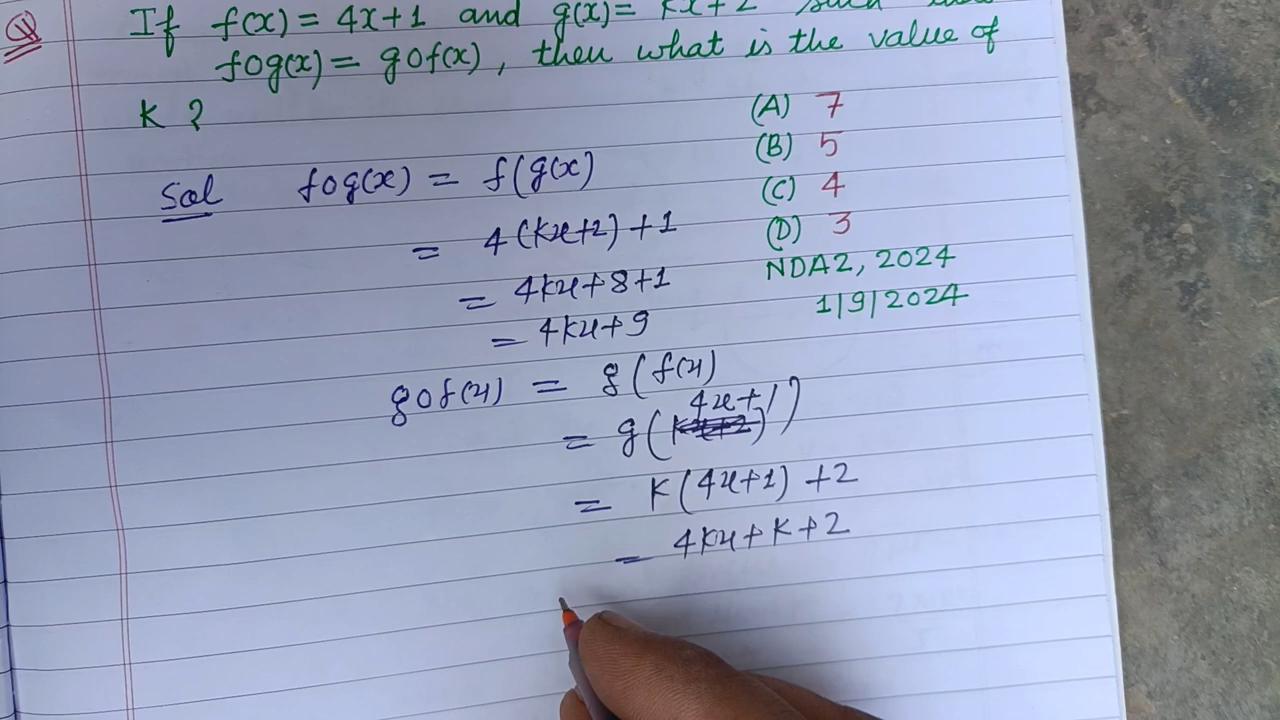 Q If f(x) = 4x+1 and g(x) = kx+2
fog(x) = gof(x), then what is the value of
K ?
(A) 7
(B) 5
(C) 4
(D) 3
NDA2, 2024
1/9/2024
Sol fog(x) = f(g(x)
= 4(kx+2)+1
= 4kx+8+1
= 4kx+9
gof(x) = g(f(x)
= g(4x+1)
= K(4x+1)+2
= 4kx+K+2